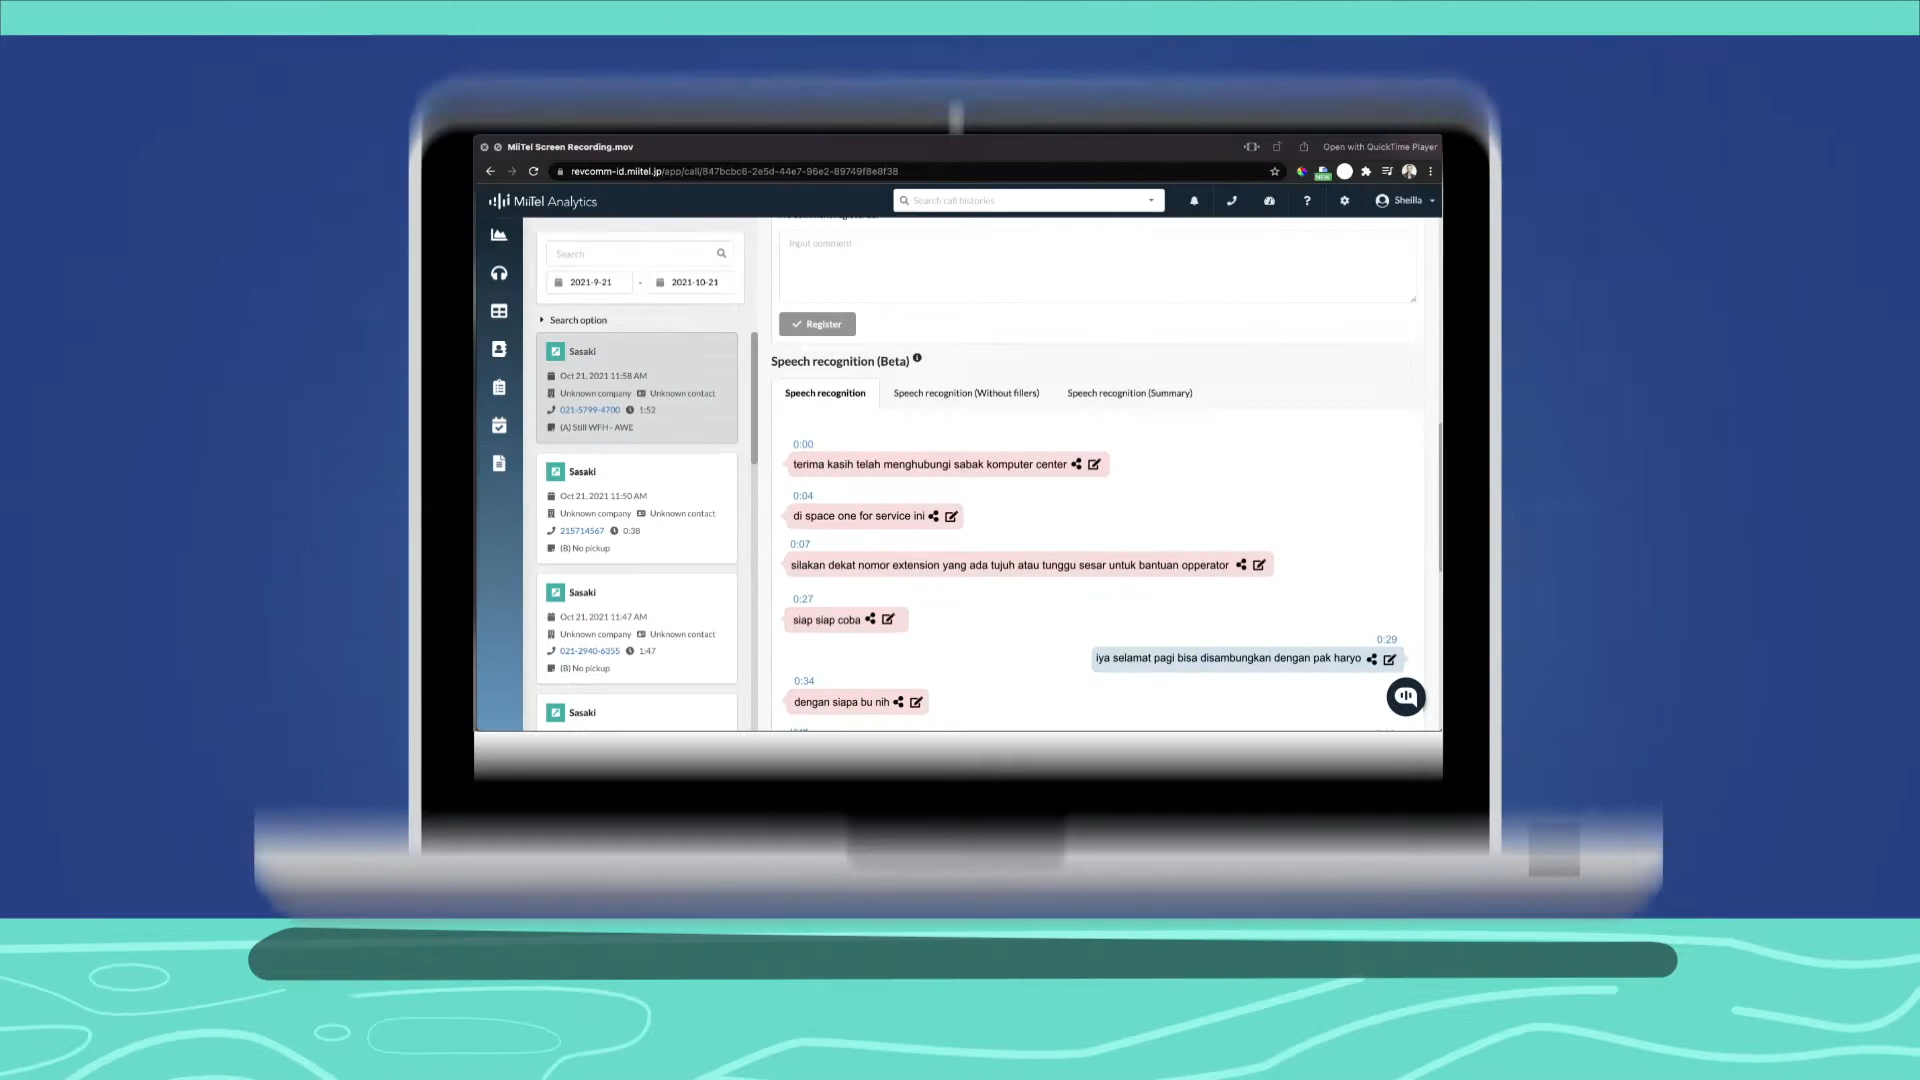 MiiTel Screen Recording.mov
Open with QuickTime Player
revcomm-id.miitel.jp/app/call/847bcbc6-2e5d-44e7-96e2-89749f8e8f38
NEW
MiiTel Analytics
Search call histories
Sheilla
Search
2021-9-21 - 2021-10-21
Search option
Sasaki
Oct 21, 2021 11:58 AM
Unknown company Unknown contact
021-5799-4700 1:52
(A) Still WFH - AWE
Sasaki
Oct 21, 2021 11:50 AM
Unknown company Unknown contact
215714567 0:38
(B) No pickup
Sasaki
Oct 21, 2021 11:47 AM
Unknown company Unknown contact
021-2940-6355 1:47
(B) No pickup
Sasaki
Input comment
Register
Speech recognition (Beta)
Speech recognition
Speech recognition (Without fillers)
Speech recognition (Summary)
0:00
terima kasih telah menghubungi sabak komputer center
0:04
di space one for service ini
0:07
silakan dekat nomor extension yang ada tujuh atau tunggu sesar untuk bantuan opperator
0:27
siap siap coba
0:29
iya selamat pagi bisa disambungkan dengan pak haryo
0:34
dengan siapa bu nih